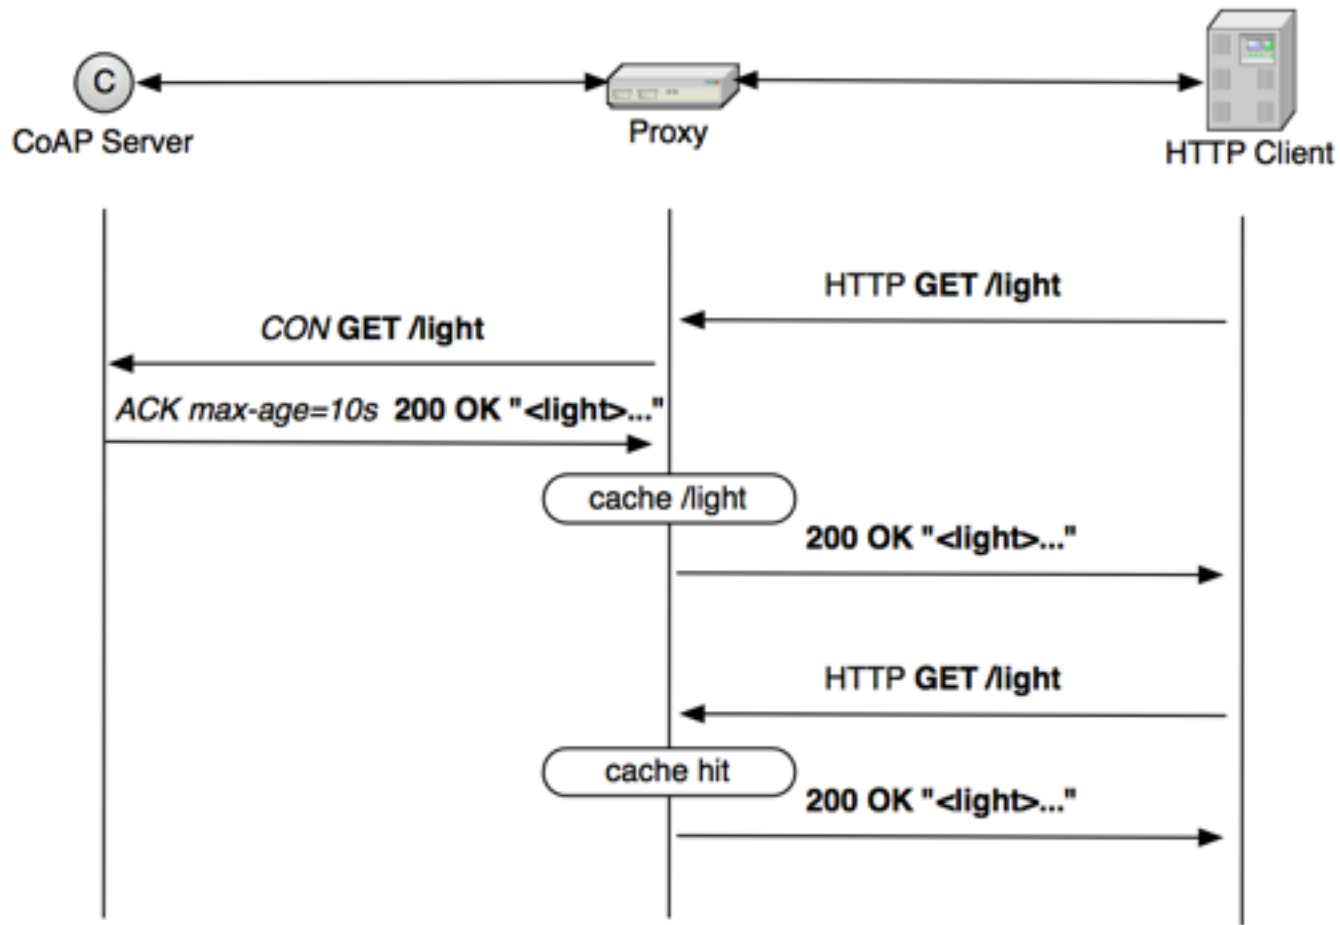 C
CoAP Server
Proxy
HTTP Client
HTTP GET /light
CON GET /light
ACK max-age=10s 200 OK "<light>..."
cache /light
200 OK "<light>..."
HTTP GET /light
cache hit
200 OK "<light>..."